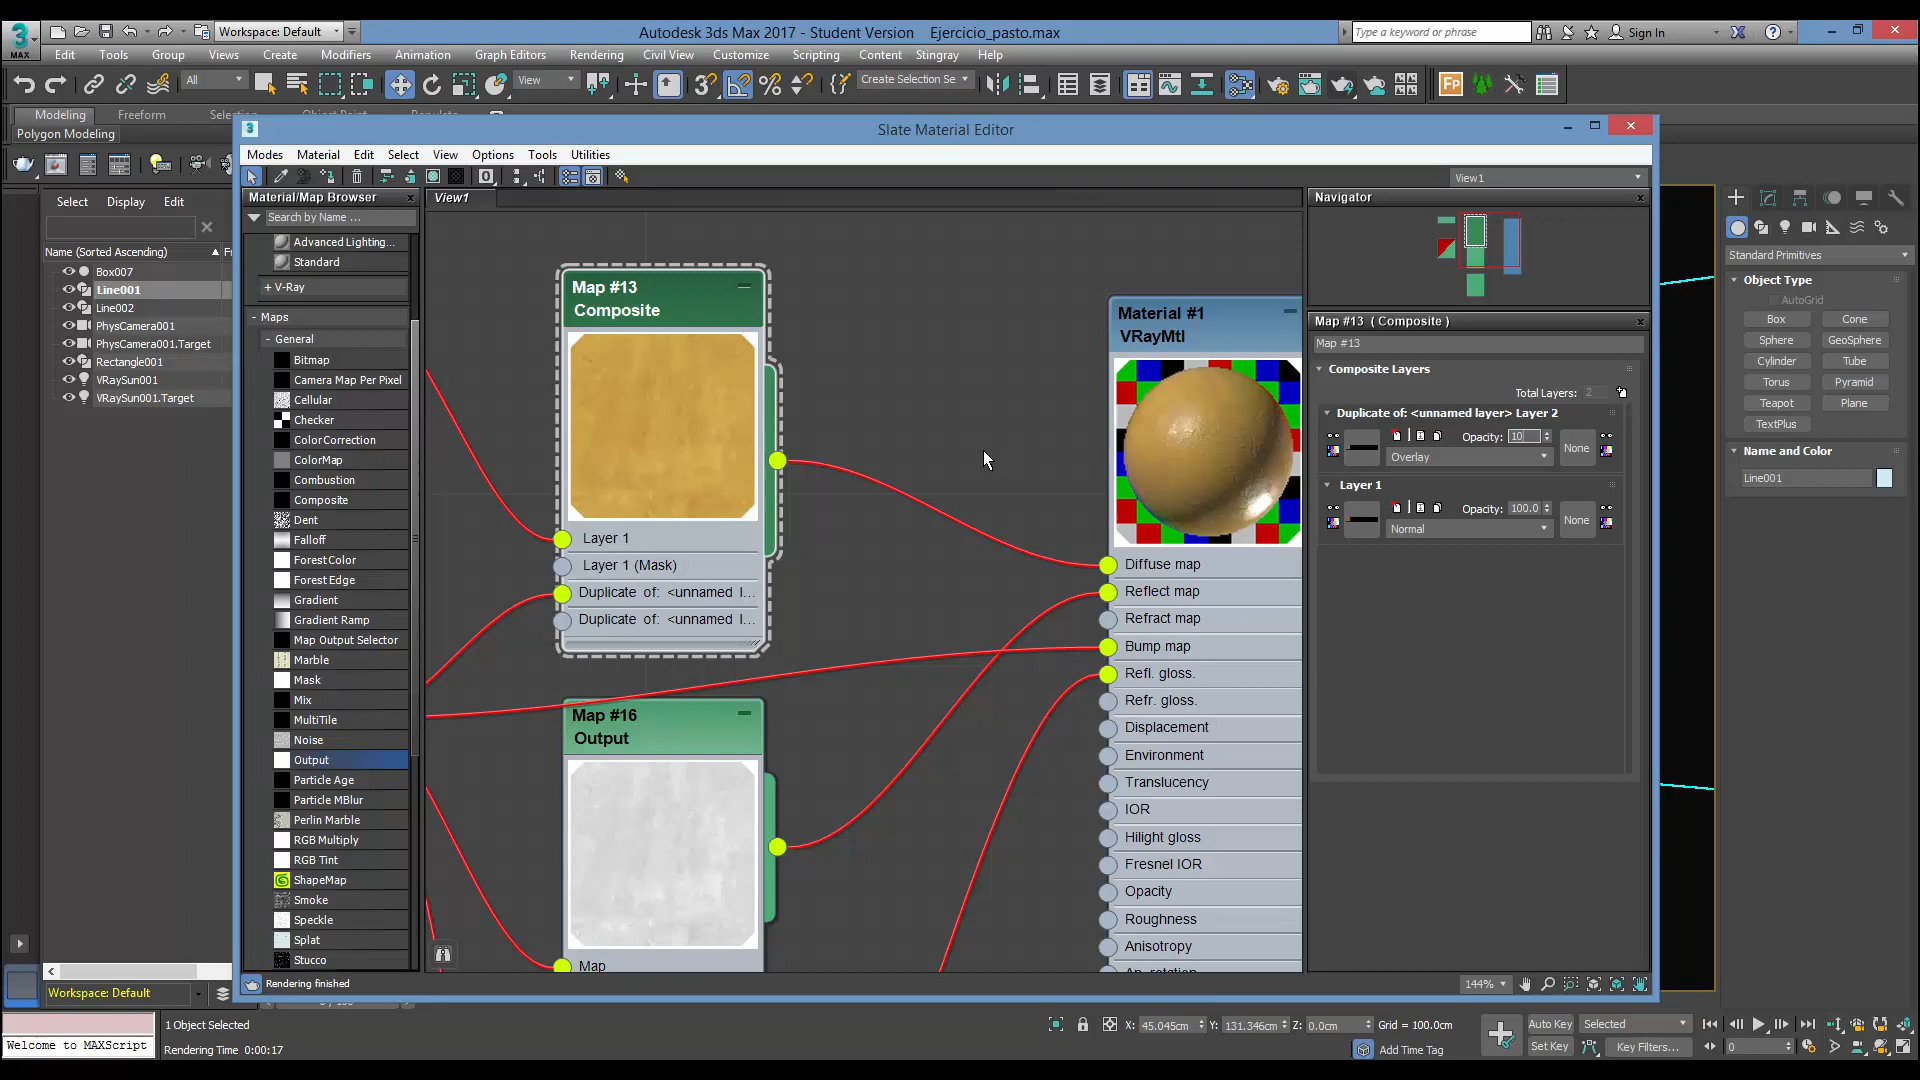 Workspace: Default
Autodesk 3ds Max 2017 - Student Version Ejercicio_pasto.max
Type a keyword or phrase
Sign In
MAX
Edit Tools Group Views Create Modifiers Animation Graph Editors Rendering Civil View Customize Scripting Content Stingray Help
All
View
Create Selection Se
Modeling Freeform
Polygon Modeling
Slate Material Editor
Modes Material Edit Select View Options Tools Utilities
View1
Select Display Edit
Name (Sorted Ascending)
Box007
Line001
Line002
PhysCamera001
PhysCamera001.Target
Rectangle001
VRaySun001
VRaySun001.Target
Material/Map Browser
Search by Name ...
Advanced Lighting...
Standard
+ V-Ray
- Maps
- General
Bitmap
Camera Map Per Pixel
Cellular
Checker
ColorCorrection
ColorMap
Combustion
Composite
Dent
Falloff
ForestColor
Forest Edge
Gradient
Gradient Ramp
Map Output Selector
Marble
Mask
Mix
MultiTile
Noise
Output
Particle Age
Particle MBlur
Perlin Marble
RGB Multiply
RGB Tint
ShapeMap
Smoke
Speckle
Splat
Stucco
View1
Map #13
Composite
Layer 1
Layer 1 (Mask)
Duplicate of: <unnamed l...
Duplicate of: <unnamed l...
Map #16
Output
Map
Material #1
VRayMtl
Diffuse map
Reflect map
Refract map
Bump map
Refl. gloss.
Refr. gloss.
Displacement
Environment
Translucency
IOR
Hilight gloss
Fresnel IOR
Opacity
Roughness
Anisotropy
Navigator
Map #13 ( Composite )
Map #13
Composite Layers
Total Layers: 2
Duplicate of: <unnamed layer> Layer 2
Opacity: 10
None
Overlay
Layer 1
Opacity: 100.0
None
Normal
Standard Primitives
Object Type
AutoGrid
Box Cone
Sphere GeoSphere
Cylinder Tube
Torus Pyramid
Teapot Plane
TextPlus
Name and Color
Line001
Rendering finished
144%
Workspace: Default
1 Object Selected
Welcome to MAXScript
Rendering Time 0:00:17
X: 45.045cm Y: 131.346cm Z: 0.0cm Grid = 100.0cm
Add Time Tag
Auto Key Selected
Set Key Key Filters...
0